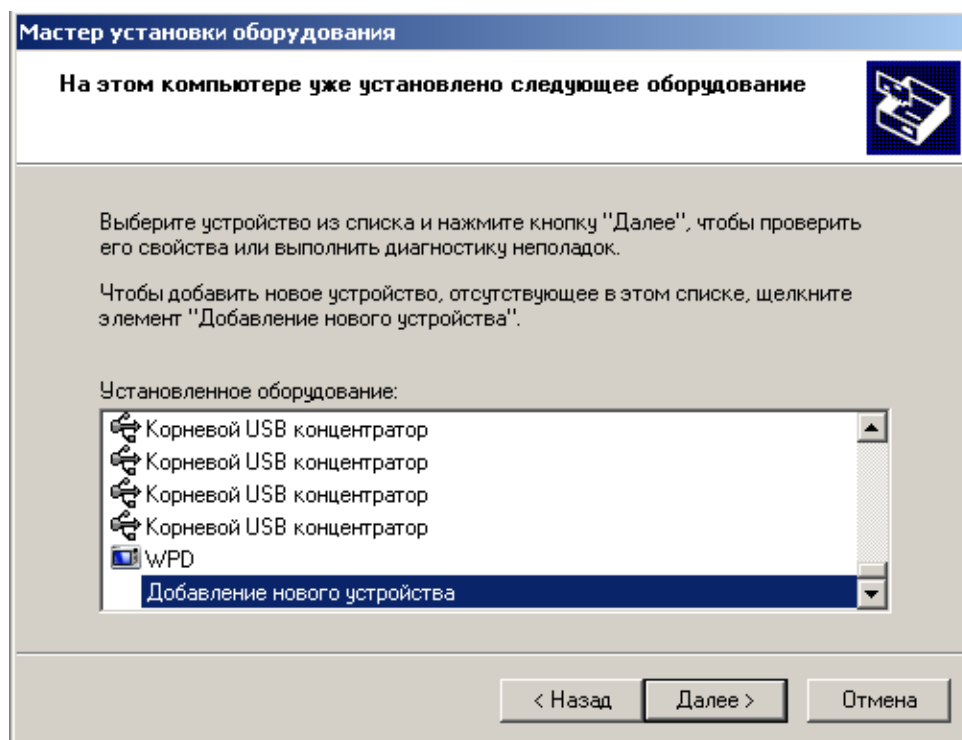 Мастер установки оборудования
На этом компьютере уже установлено следующее оборудование
Выберите устройство из списка и нажмите кнопку "Далее", чтобы проверить
его свойства или выполнить диагностику неполадок.
Чтобы добавить новое устройство, отсутствующее в этом списке, щелкните
элемент "Добавление нового устройства".
Установленное оборудование:
Корневой USB концентратор
Корневой USB концентратор
Корневой USB концентратор
Корневой USB концентратор
WPD
Добавление нового устройства
< Назад Далее > Отмена